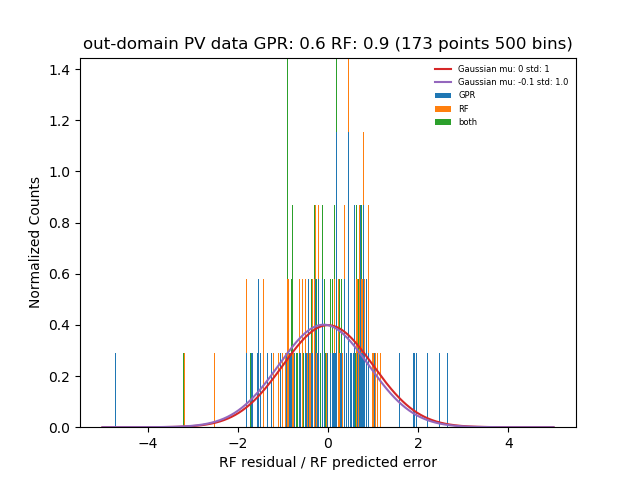 out-domain PV data GPR: 0.6 RF: 0.9 (173 points 500 bins)
Gaussian mu: 0 std: 1
Gaussian mu: -0.1 std: 1.0
GPR
RF
both
Normalized Counts
1.4
1.2
1.0
0.8
0.6
0.4
0.2
0.0
−4 −2 0 2 4
RF residual / RF predicted error